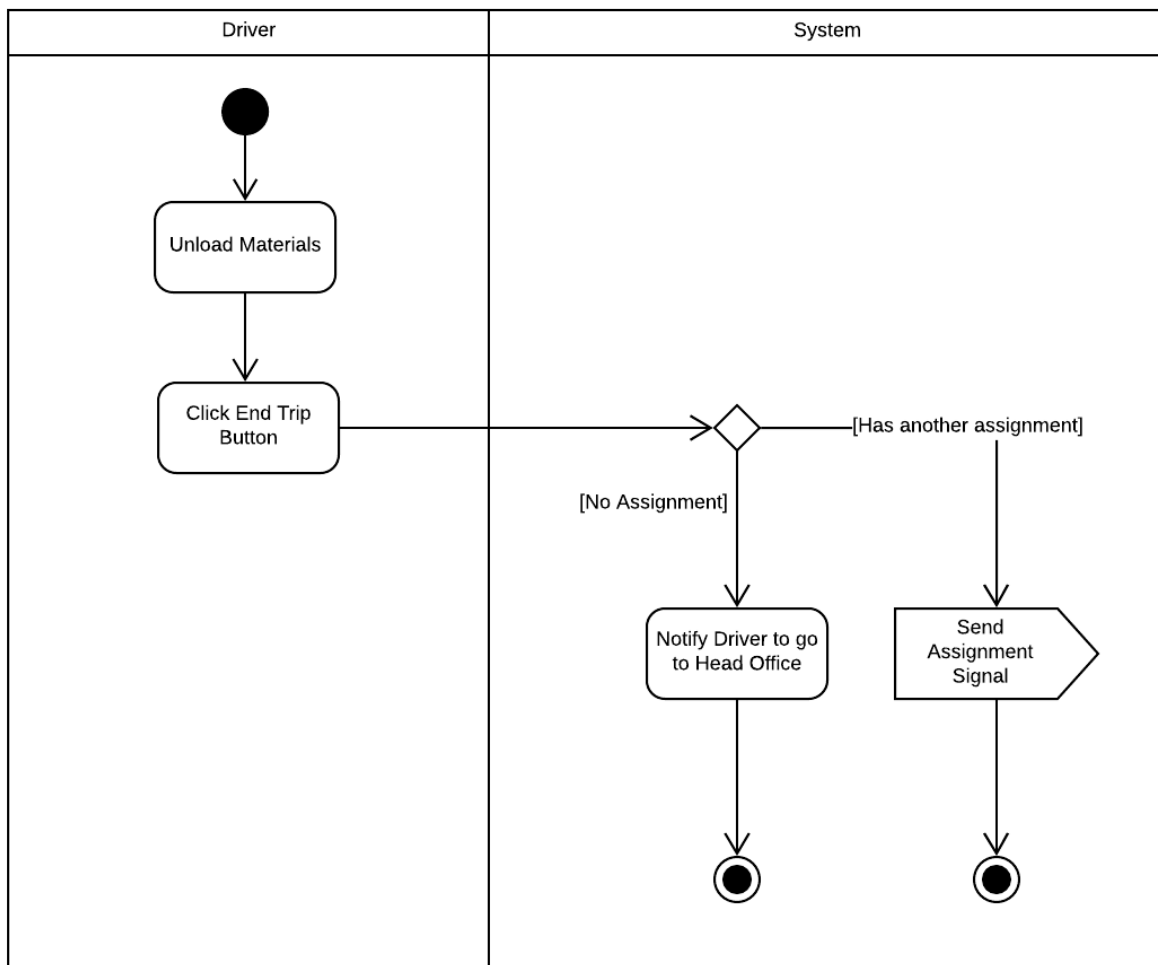 Driver
System
Unload Materials
Click End Trip
Button
[Has another assignment]
[No Assignment]
Notify Driver to go
to Head Office
Send
Assignment
Signal